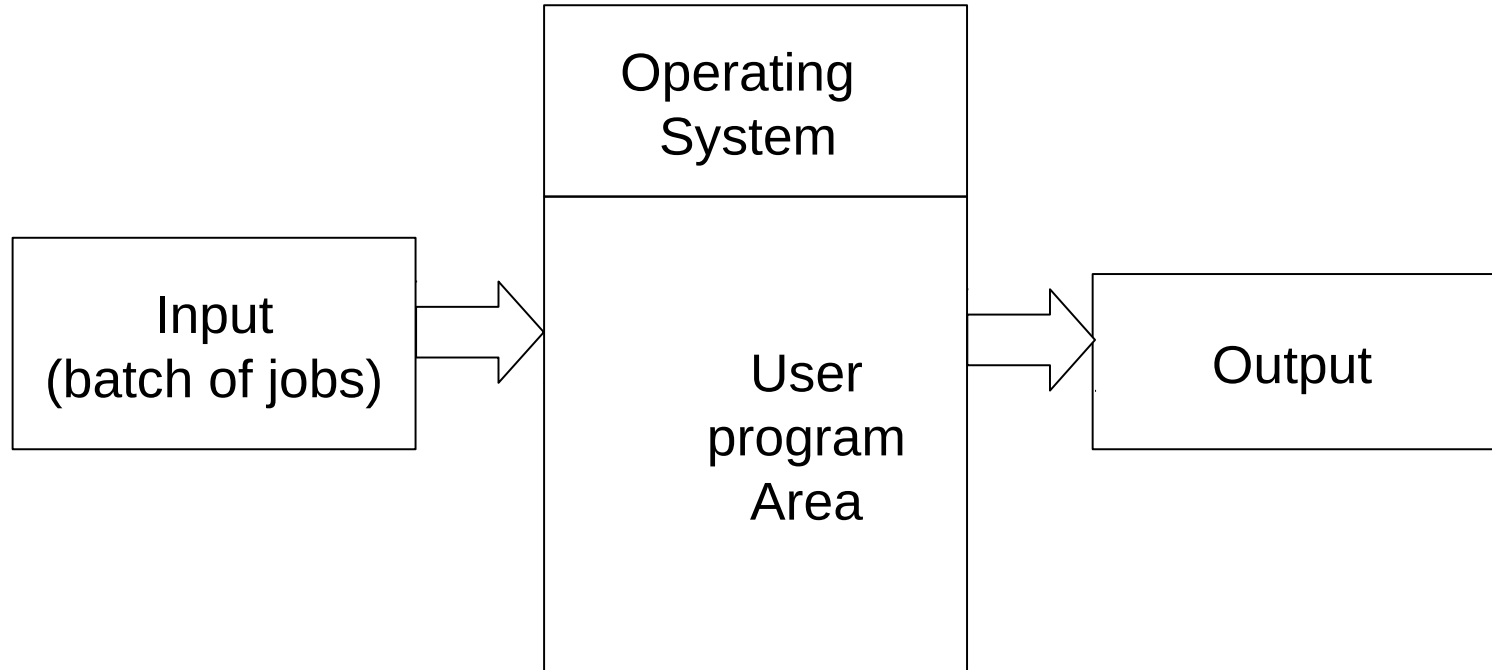 Operating
System
Input
(batch of jobs)
User
program
Area
Output